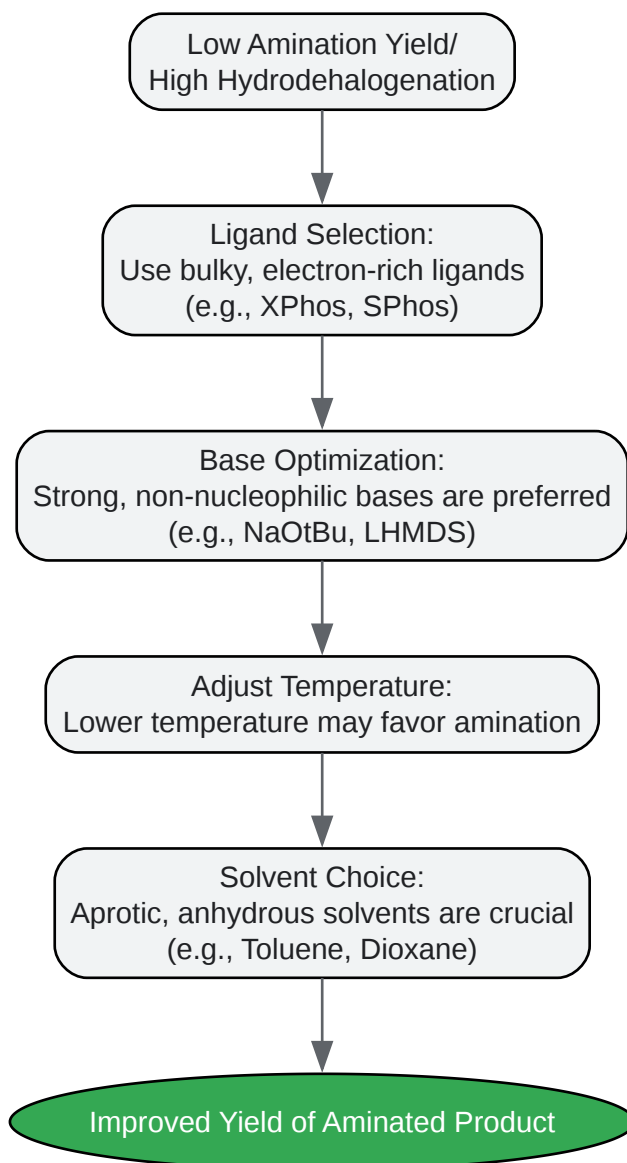 Low Amination Yield/
High Hydrodehalogenation
Ligand Selection:
Use bulky, electron-rich ligands
(e.g., XPhos, SPhos)
Base Optimization:
Strong, non-nucleophilic bases are preferred
(e.g., NaOtBu, LHMDS)
Adjust Temperature:
Lower temperature may favor amination
Solvent Choice:
Aprotic, anhydrous solvents are crucial
(e.g., Toluene, Dioxane)
Improved Yield of Aminated Product